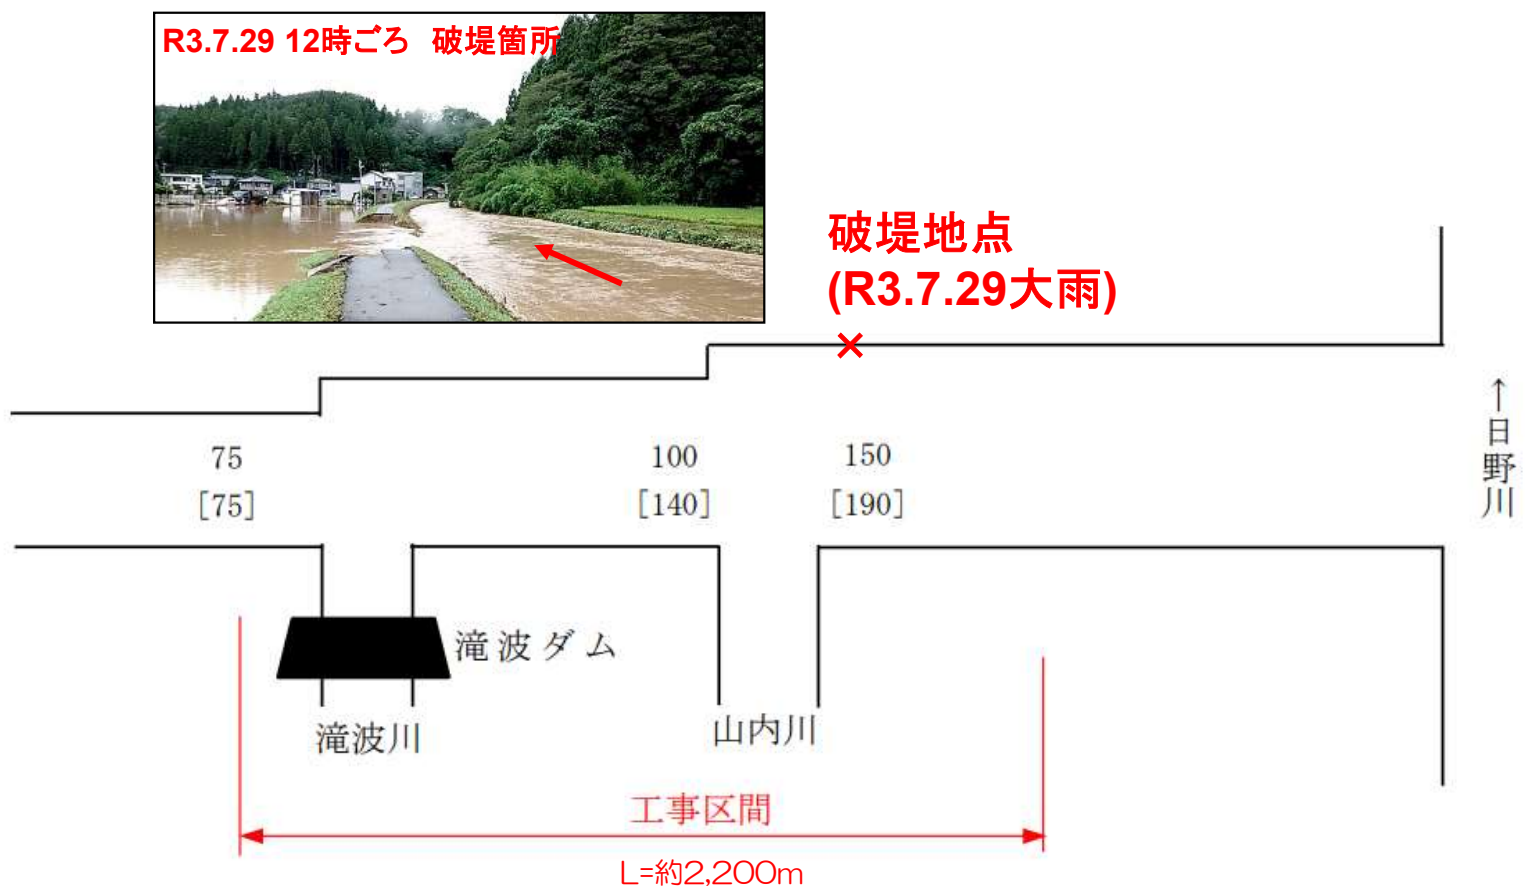 R3.7.29 12時ごろ　破堤箇所
破堤地点
(R3.7.29大雨)
↑日野川
75
100
150
[75]
[140]
[190]
滝波ダム
滝波川
山内川
工事区間
L=約2,200m